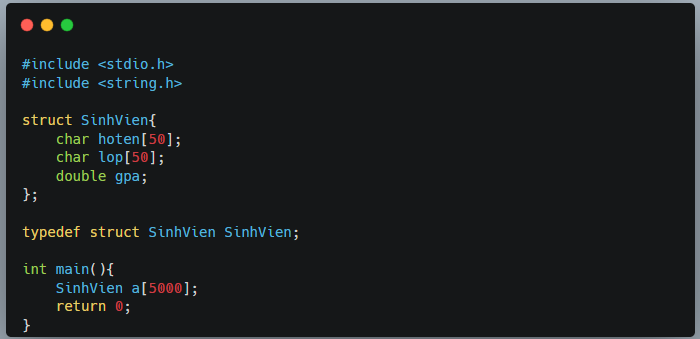 #include <stdio.h>
#include <string.h>
struct SinhVien{
    char hoten[50];
    char lop[50];
    double gpa;
};
typedef struct SinhVien SinhVien;
int main(){
    SinhVien a[5000];
    return 0;
}